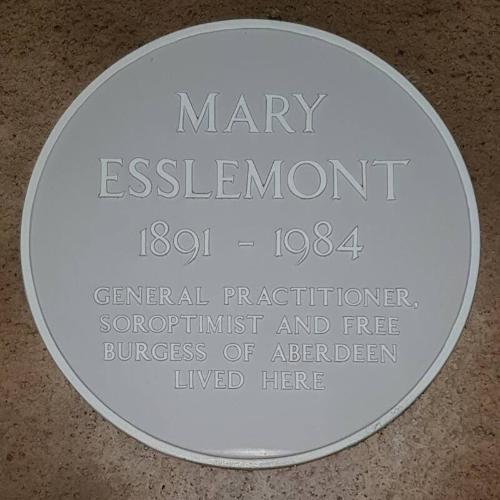 MARY
ESSLEMONT
1891 - 1984
GENERAL PRACTITIONER,
SOROPTIMIST AND FREE
BURGESS OF ABERDEEN
LIVED HERE